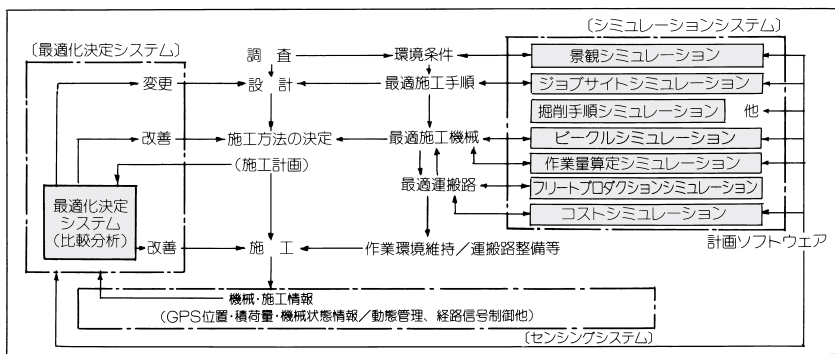 〔シミュレーションシステム〕
〔最適化決定システム〕
調 査
環境条件
景観シミュレーション
変更
設 計
最適施工手順
ジョブサイトシミュレーション
掘削手順シミュレーション
他
改善
施工方法の決定
最適施工機械
ビークルシミュレーション
(施工計画)
作業量算定シミュレーション
最適運搬路
フリートプロダクションシミュレーション
最適化決定
システム
(比較分析)
コストシミュレーション
改善
施 工
作業環境維持/運搬路整備等
計画ソフトウェア
機械・施工情報
(GPS位置・積荷量・機械状態情報/動態管理、経路信号制御他)
〔センシングシステム〕